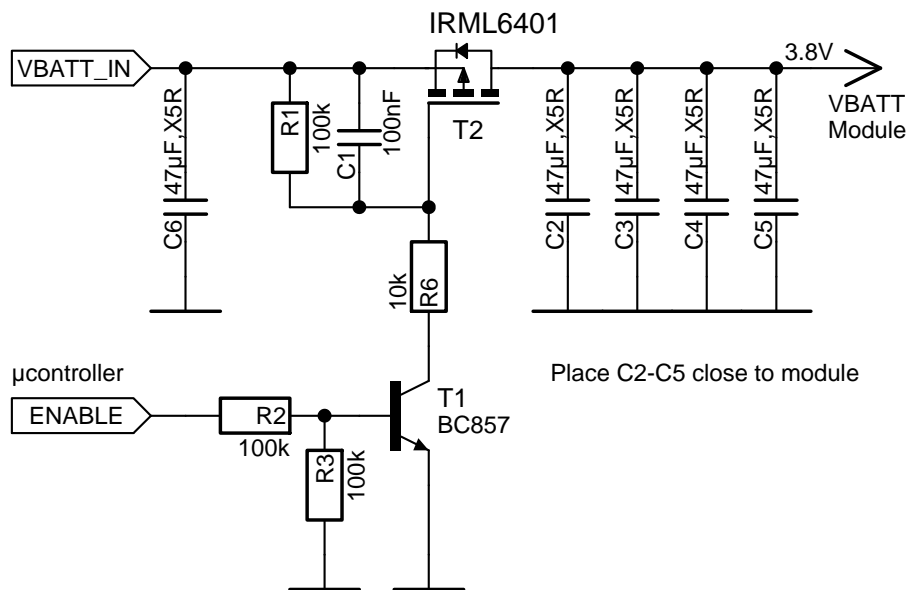 IRML6401
VBATT_IN
3.8V
VBATT
Module
T2
R1
100k
C1
100nF
C6
47µF,X5R
C2
47µF,X5R
C3
47µF,X5R
C4
47µF,X5R
C5
47µF,X5R
10k
R6
Place C2-C5 close to module
µcontroller
ENABLE
R2
100k
R3
100k
T1
BC857